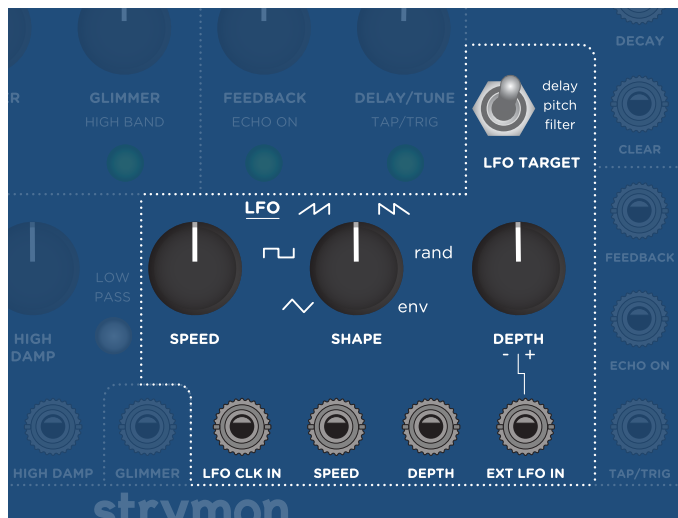 DECAY
GLIMMER
FEEDBACK
DELAY/TUNE
HIGH BAND
ECHO ON
TAP/TRIG
delay
pitch
filter
CLEAR
LFO TARGET
LFO
rand
FEEDBACK
LOW
PASS
env
HIGH
DAMP
SPEED
SHAPE
DEPTH
- +
ECHO ON
HIGH DAMP
GLIMMER
LFO CLK IN
SPEED
DEPTH
EXT LFO IN
TAP/TRIG
strymon